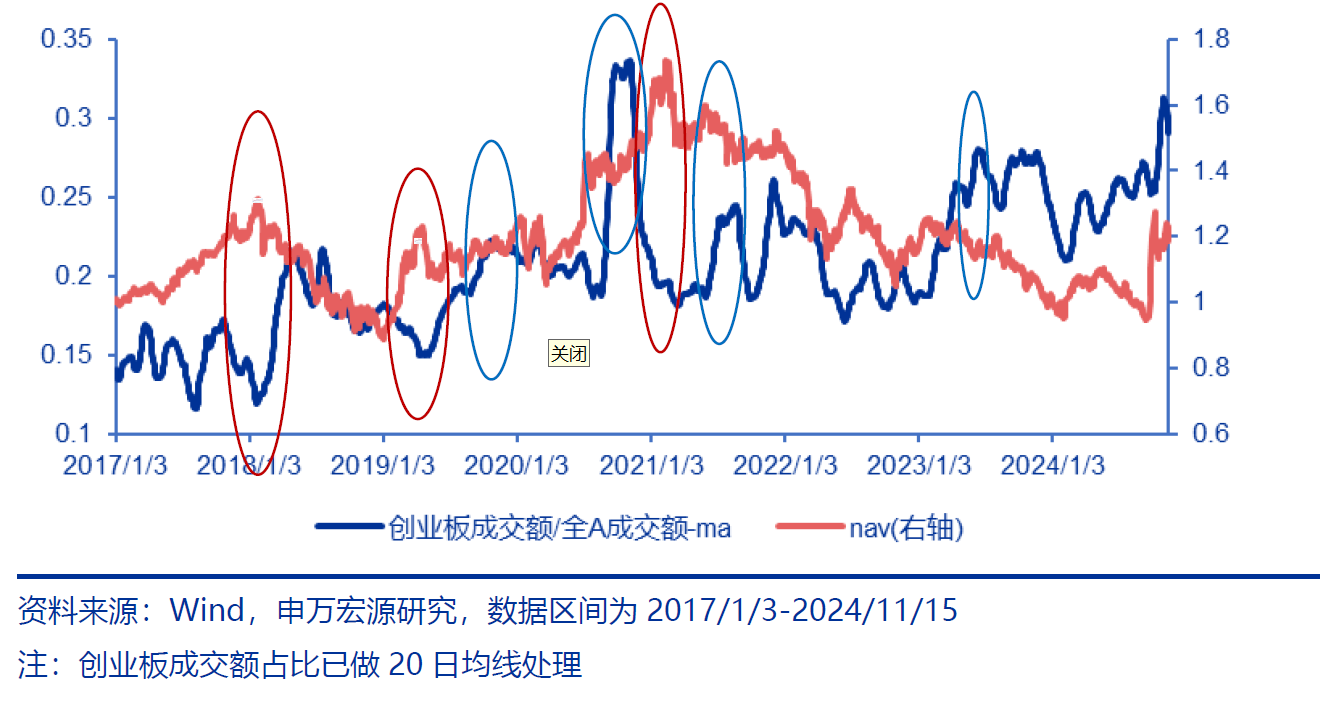 0.35
0.3
0.25
0.2
0.15
0.1
1.8
1.6
1.4
1.2
1
0.8
0.6
关闭
2017/1/3 2018/1/3 2019/1/3 2020/1/3 2021/1/3 2022/1/3 2023/1/3 2024/1/3
创业板成交额/全A成交额-ma nav(右轴)
资料来源：Wind，申万宏源研究，数据区间为 2017/1/3-2024/11/15
注：创业板成交额占比已做 20 日均线处理